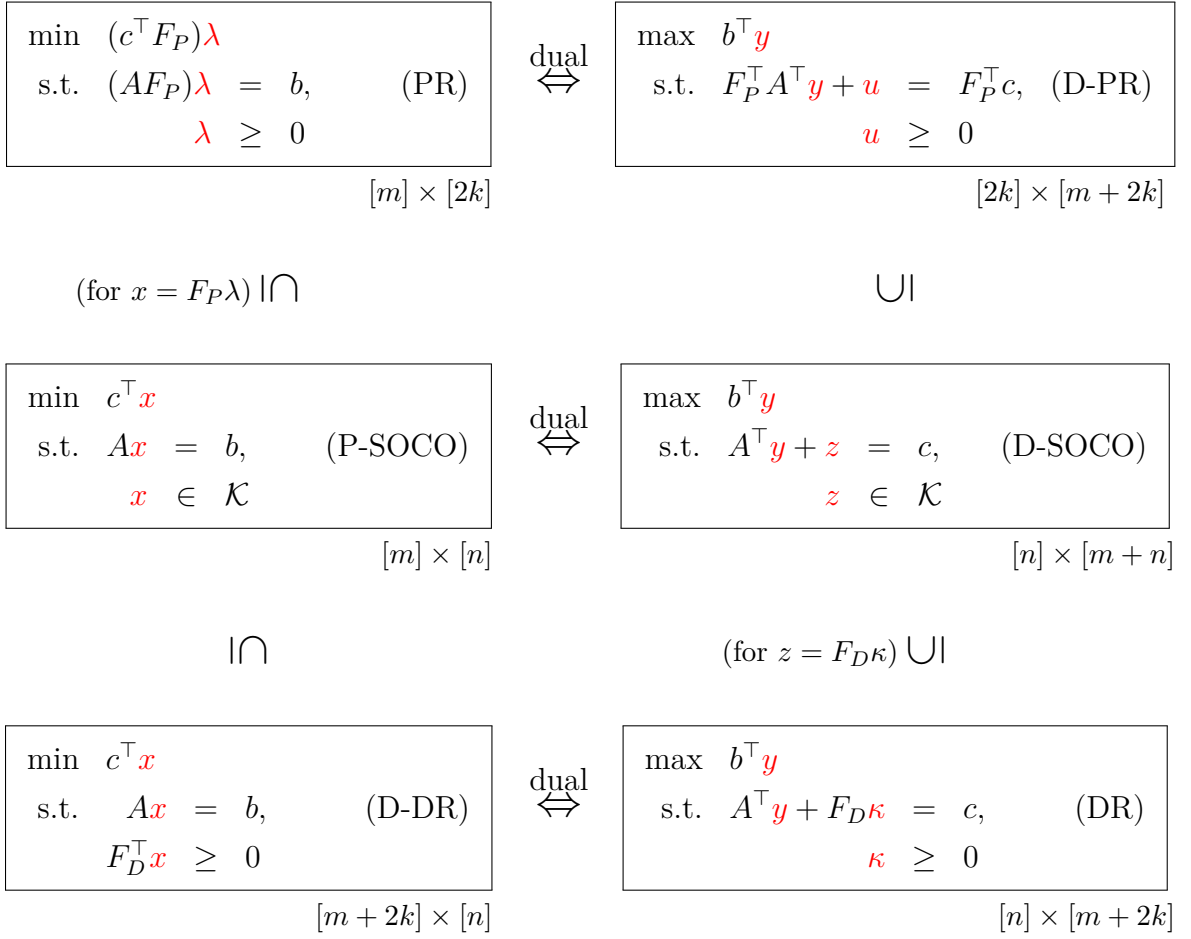 min (c⊤F_P)λ
s.t. (AF_P)λ = b, (PR)
λ ≥ 0
[m] × [2k]
dual
⇔
max b⊤y
s.t. F_P⊤A⊤y + u = F_P⊤c, (D-PR)
u ≥ 0
[2k] × [m + 2k]
(for x = F_Pλ) |⋂
⋃|
min c⊤x
s.t. Ax = b, (P-SOCO)
x ∈ 𝒦
[m] × [n]
dual
⇔
max b⊤y
s.t. A⊤y + z = c, (D-SOCO)
z ∈ 𝒦
[n] × [m + n]
|⋂
(for z = F_Dκ) ⋃|
min c⊤x
s.t. Ax = b, (D-DR)
F_D⊤x ≥ 0
[m + 2k] × [n]
dual
⇔
max b⊤y
s.t. A⊤y + F_Dκ = c, (DR)
κ ≥ 0
[n] × [m + 2k]